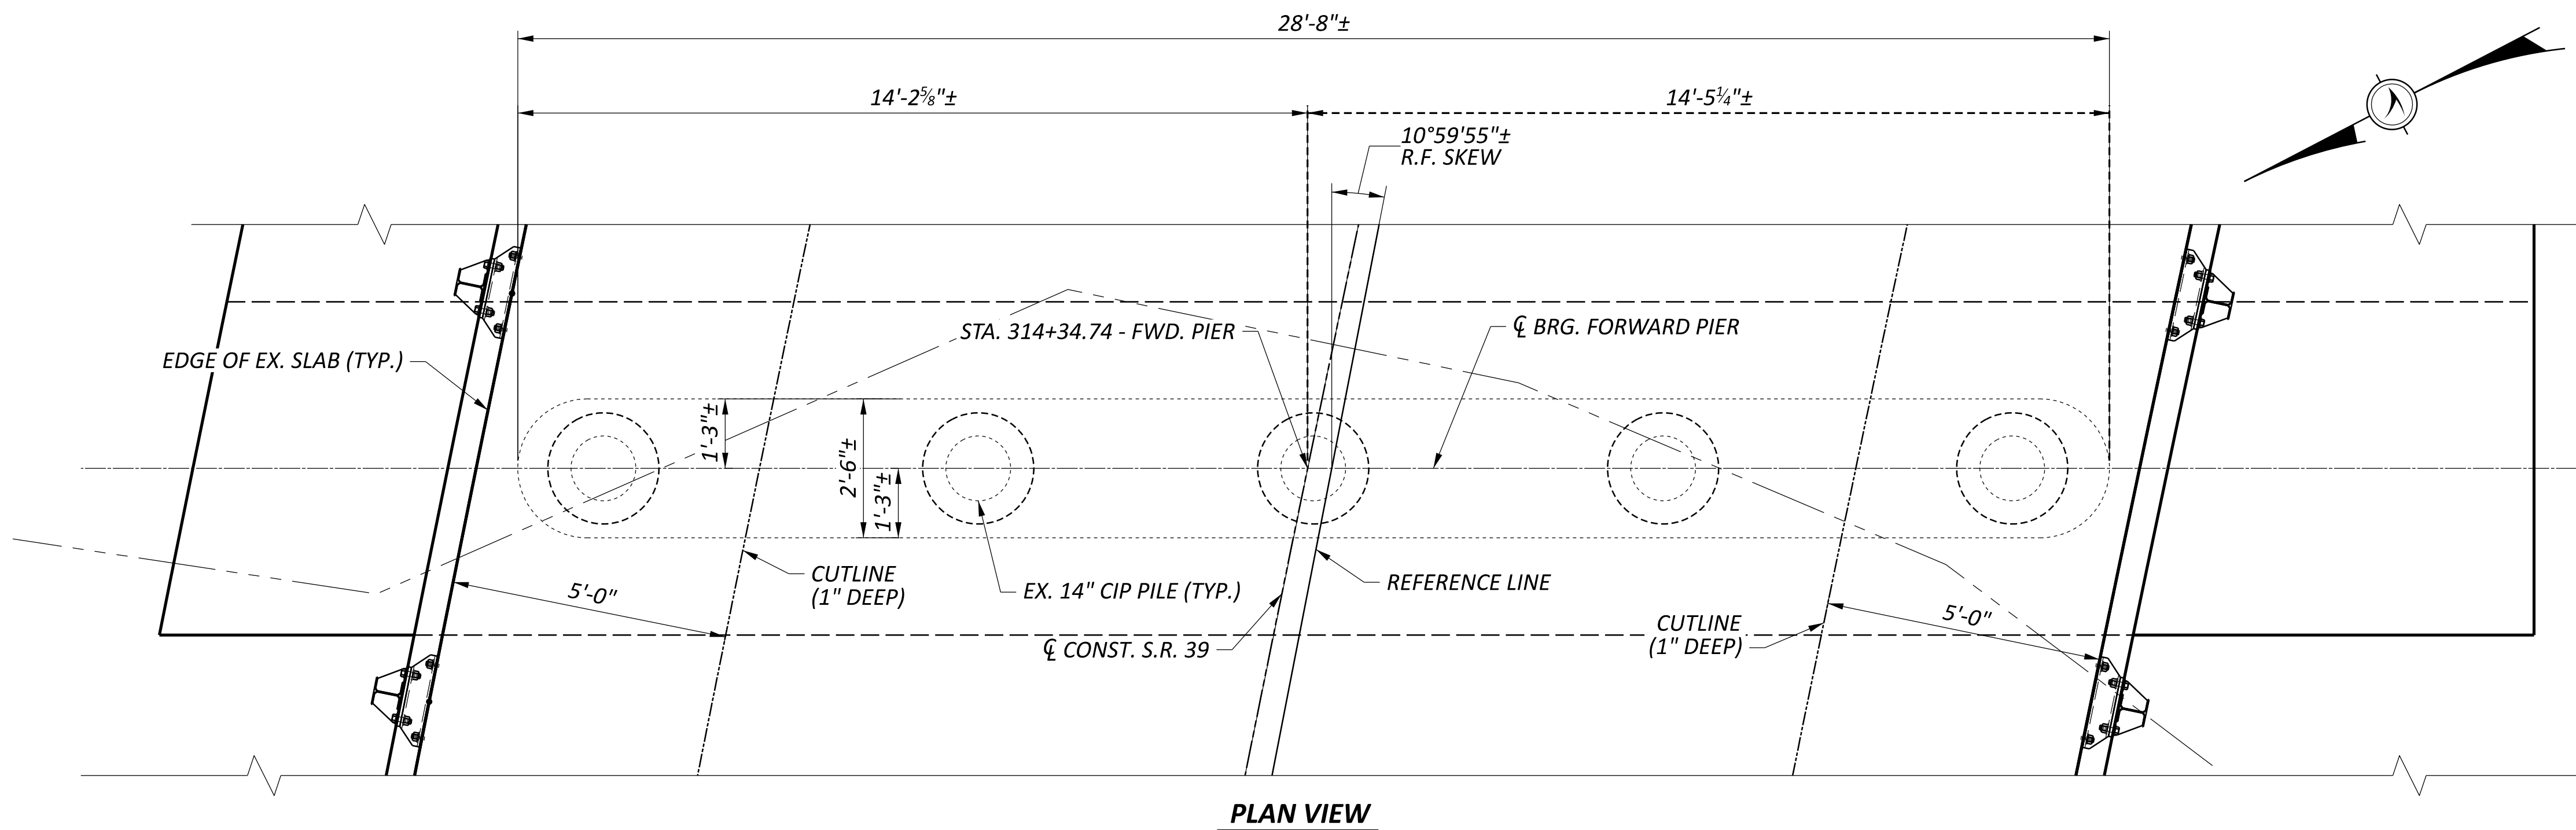 28'-8"±
14'-2⅝"±
14'-5¼"±
10°59'55"±
R.F. SKEW
STA. 314+34.74 - FWD. PIER
℄ BRG. FORWARD PIER
EDGE OF EX. SLAB (TYP.)
1'-3"±
2'-6"±
1'-3"±
5'-0"
CUTLINE
(1" DEEP)
EX. 14" CIP PILE (TYP.)
REFERENCE LINE
℄ CONST. S.R. 39
CUTLINE
(1" DEEP)
5'-0"
PLAN VIEW